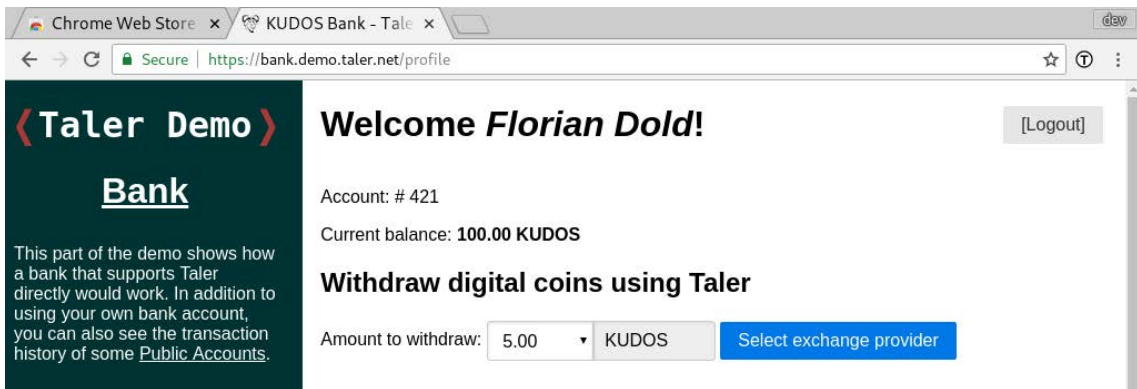 Chrome Web Store
KUDOS Bank - Tale
dev
Secure | https://bank.demo.taler.net/profile
❬Taler Demo❭
Bank
This part of the demo shows how
a bank that supports Taler
directly would work. In addition to
using your own bank account,
you can also see the transaction
history of some Public Accounts.
Welcome Florian Dold!
[Logout]
Account: # 421
Current balance: 100.00 KUDOS
Withdraw digital coins using Taler
Amount to withdraw: 5.00 KUDOS Select exchange provider